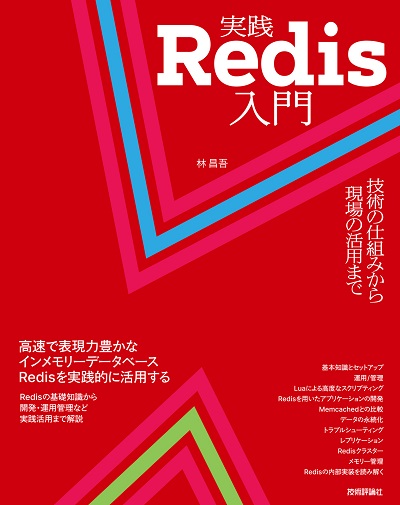 実践
Redis
入門
林 昌吾
技術の仕組みから
現場の活用まで
高速で表現力豊かな
インメモリーデータベース
Redisを実践的に活用する
Redisの基礎知識から
開発・運用管理など
実践活用まで解説
基本知識とセットアップ
運用/管理
Luaによる高度なスクリプティング
Redisを用いたアプリケーションの開発
Memcachedとの比較
データの永続化
トラブルシューティング
レプリケーション
Redisクラスター
メモリー管理
Redisの内部実装を読み解く
技術評論社